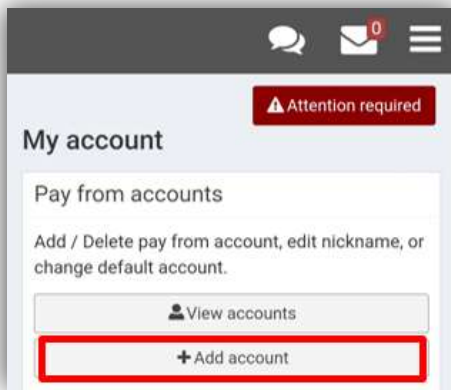 0
Attention required
My account
Pay from accounts
Add / Delete pay from account, edit nickname, or
change default account.
View accounts
Add account